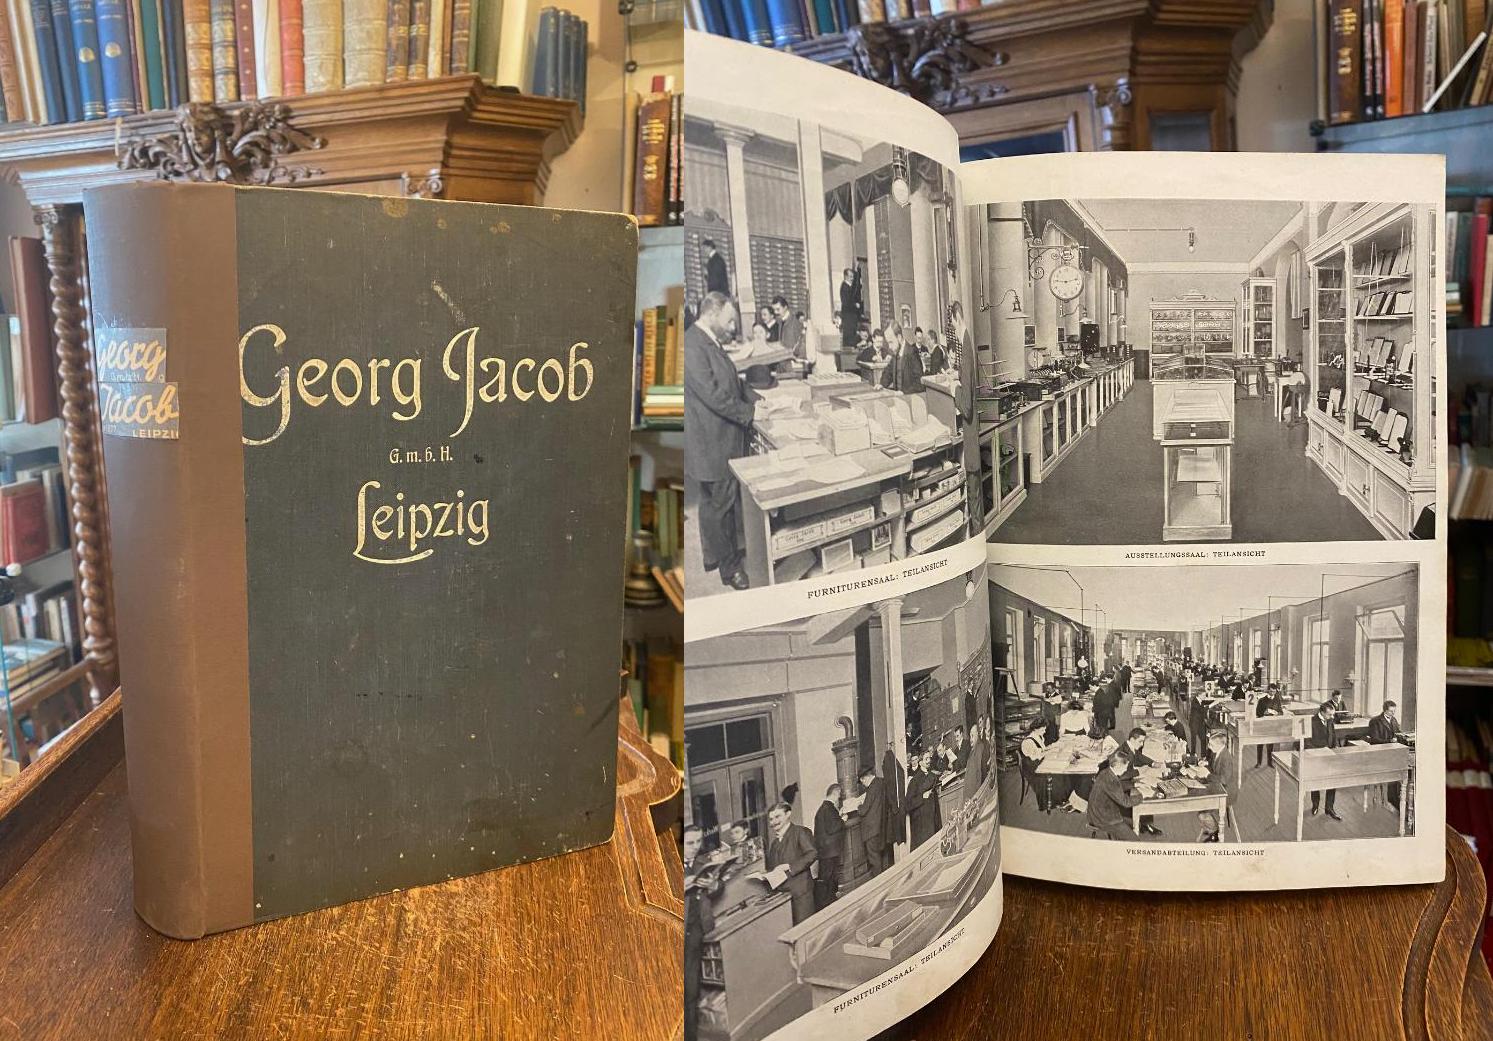 Georg
Jacob
LEIPZIG
Georg Jacob
G. m. b. H.
Leipzig
FURNITURENSAAL: TEILANSICHT
FURNITURENSAAL: TEILANSICHT
AUSSTELLUNGSSAAL: TEILANSICHT
VERSANDABTEILUNG: TEILANSICHT